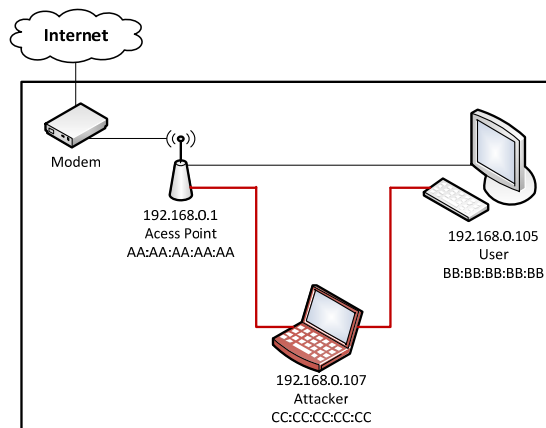 Internet
Modem
192.168.0.1
Acess Point
AA:AA:AA:AA:AA
192.168.0.105
User
BB:BB:BB:BB:BB
192.168.0.107
Attacker
CC:CC:CC:CC:CC